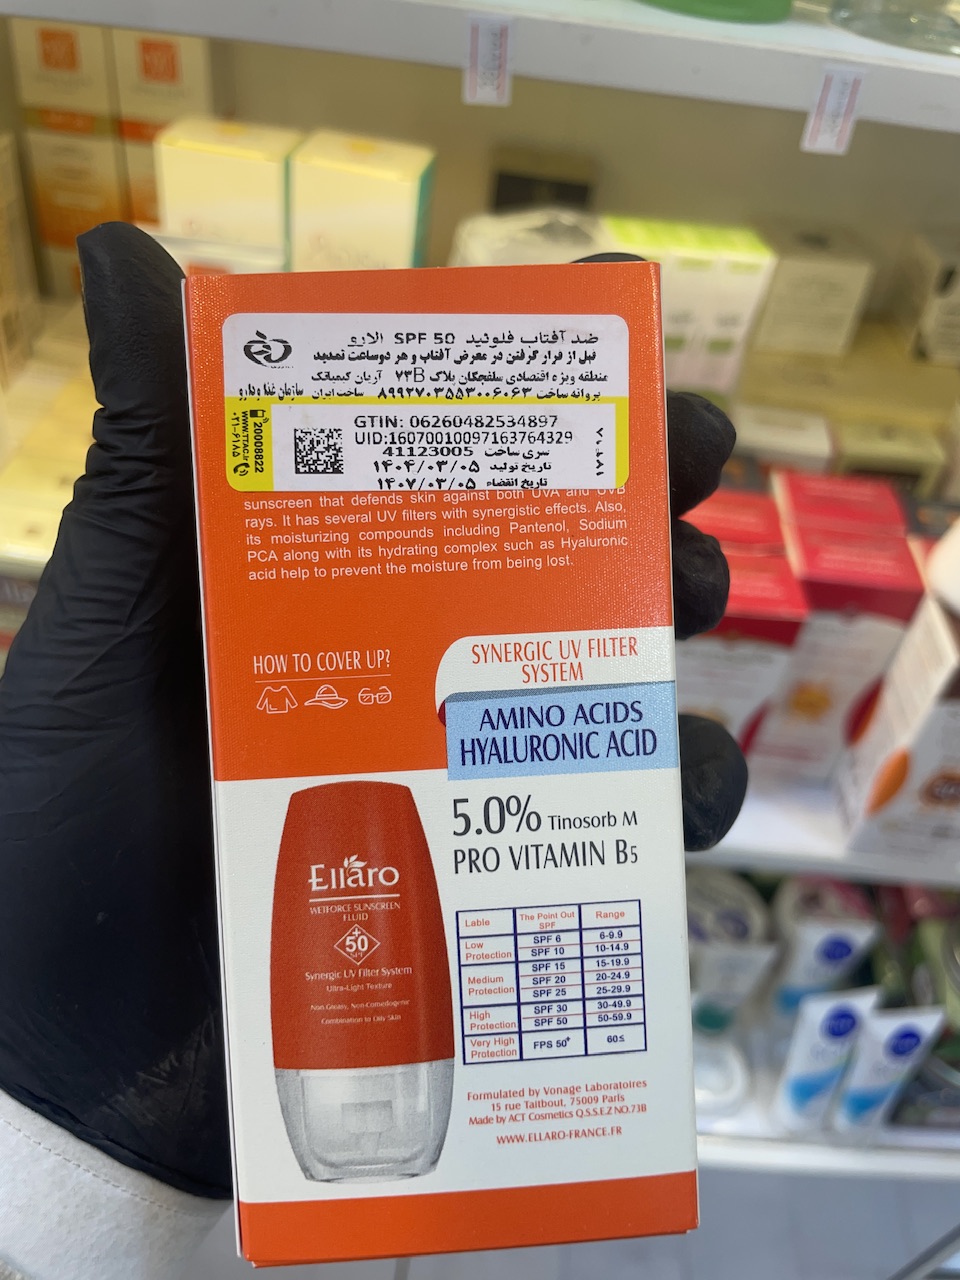 ضد آفتاب فلوئید SPF 50 الارو
قبل از قرار گرفتن در معرض آفتاب و هر دوساعت تمدید
منطقه ویژه اقتصادی سلفچگان پلاک 73B آریان کیمیاتک
پروانه ساخت ۸۹۹۲۷۰۳۵۵۳۰۰۶۰۶۳ ساخت ایران سازمان غذا و دارو
GTIN: 06260482534897
UID:16070010097163764329
سری ساخت 41123005
تاریخ تولید ۱۴۰۴/۰۳/۰۵
تاریخ انقضاء ۱۴۰۷/۰۳/۰۵
20008822
WWW.TTAC.IR
۰۲۱-۶۱۸۵
sunscreen that defends skin against both UVA and UVB
rays. It has several UV filters with synergistic effects. Also,
its moisturizing compounds including Pantenol, Sodium
PCA along with its hydrating complex such as Hyaluronic
acid help to prevent the moisture from being lost.
HOW TO COVER UP?
SYNERGIC UV FILTER
SYSTEM
AMINO ACIDS
HYALURONIC ACID
5.0% Tinosorb M
PRO VITAMIN B5
Ellaro
WETFORCE SUNSCREEN
FLUID
+
50
SPF
Synergic UV Filter System
Ultra-Light Texture
Non Greasy, Non-Comedogenic
Combination to Oily Skin
Lable The Point Out SPF Range
Low Protection SPF 6 6-9.9
SPF 10 10-14.9
Medium Protection SPF 15 15-19.9
SPF 20 20-24.9
SPF 25 25-29.9
High Protection SPF 30 30-49.9
SPF 50 50-59.9
Very High Protection FPS 50+ 60≤
Formulated by Vonage Laboratoires
15 rue Taitbout, 75009 Paris
Made by ACT Cosmetics Q.S.S.E.Z NO.73B
WWW.ELLARO-FRANCE.FR